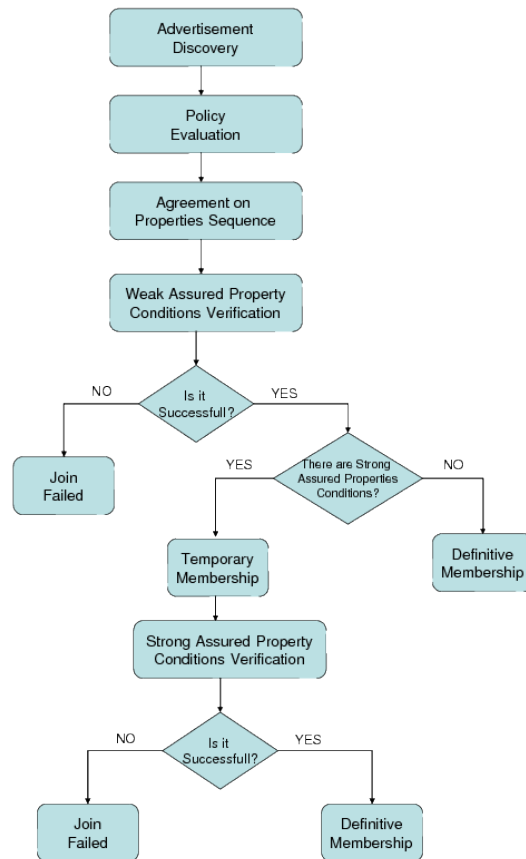 Advertisement
Discovery
Policy
Evaluation
Agreement on
Properties Sequence
Weak Assured Property
Conditions Verification
NO
Is it
Successfull?
YES
Join
Failed
YES
There are Strong
Assured Properties
Conditions?
NO
Temporary
Membership
Definitive
Membership
Strong Assured Property
Conditions Verification
NO
Is it
Successfull?
YES
Join
Failed
Definitive
Membership